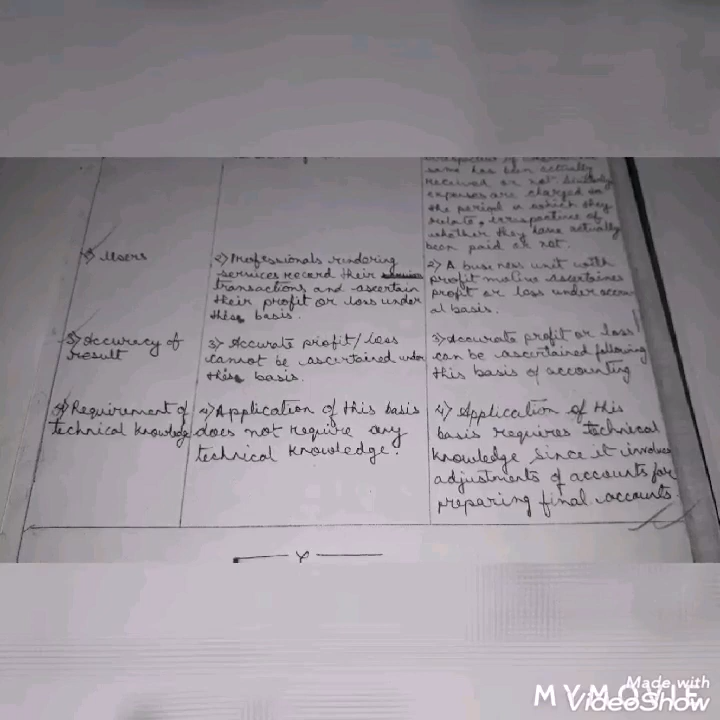 same has been actually
received or not. Similarly
expenses are charged in
the period in which they
relate, irrespective of
whether they have actually
been paid or not.
Users
2) Professionals rendering
services record their
transactions and ascertain
their profit or loss under
this basis.
2) A business unit with
profit motive ascertaines
profit or loss under accru-
al basis.
3) Accuracy of
result
3) Accurate profit/loss
cannot be ascertained under
this basis.
3) Accurate profit or loss
can be ascertained following
this basis of accounting
4) Requirement of
technical knowledge
4) Application of this basis
does not require any
technical knowledge.
4) Application of this
basis requires technical
knowledge since it involves
adjustments of accounts for
preparing final accounts.
Made with
MY MOVIE
VideoShow